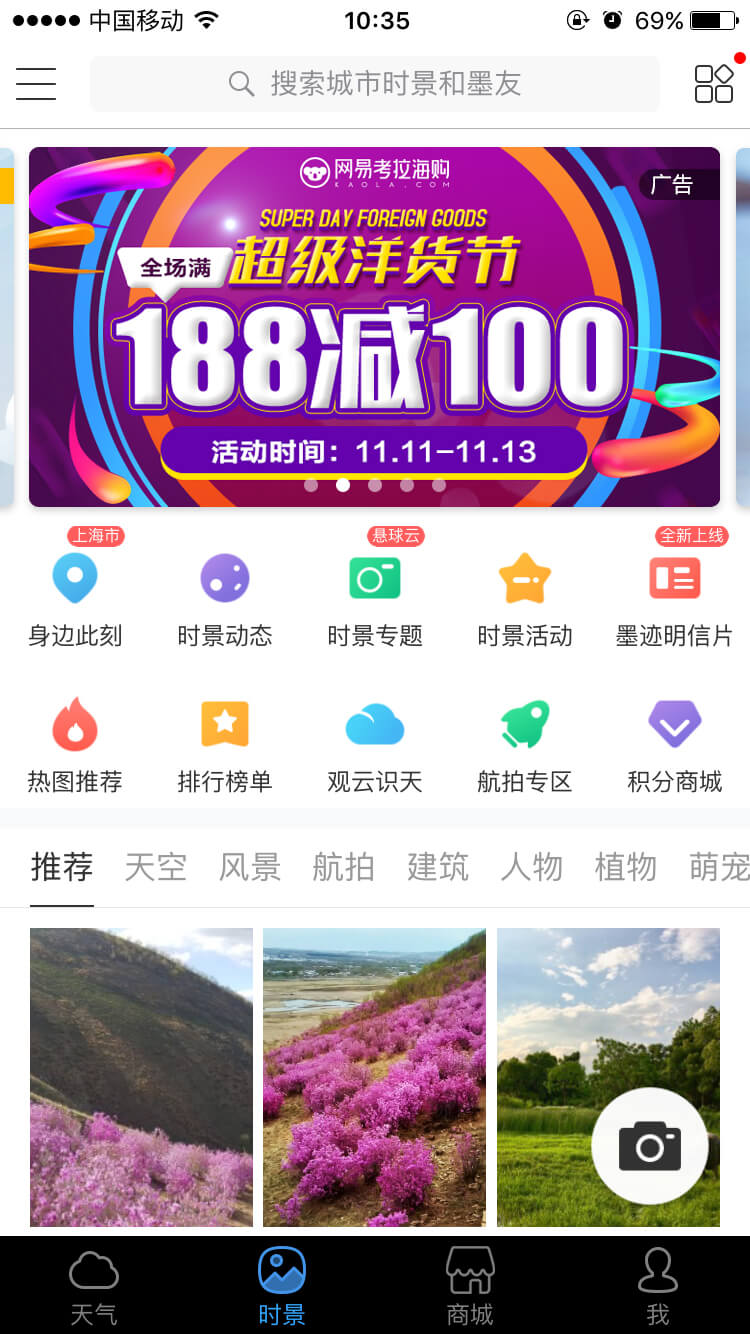 中国移动
10:35
69%
搜索城市时景和墨友
网易考拉海购
KAOLA.COM
广告
SUPER DAY FOREIGN GOODS
全场满
超级洋货节
188减100
活动时间：11.11-11.13
上海市
悬球云
全新上线
身边此刻
时景动态
时景专题
时景活动
墨迹明信片
热图推荐
排行榜单
观云识天
航拍专区
积分商城
推荐 天空 风景 航拍 建筑 人物 植物 萌宠
天气
时景
商城
我